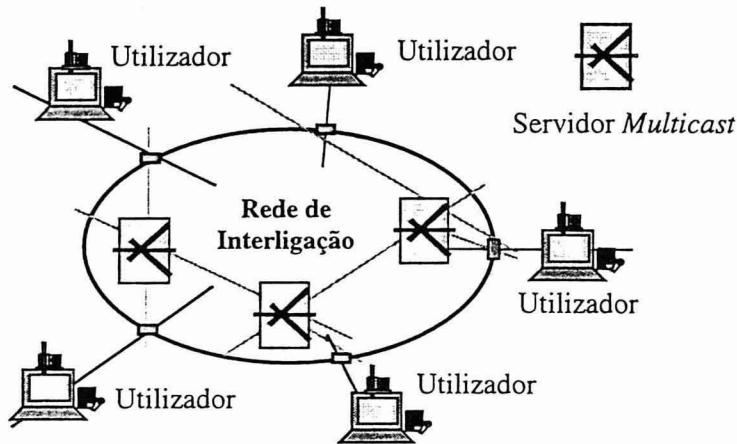 Utilizador
Utilizador
Servidor Multicast
Rede de
Interligação
Utilizador
Utilizador
Utilizador